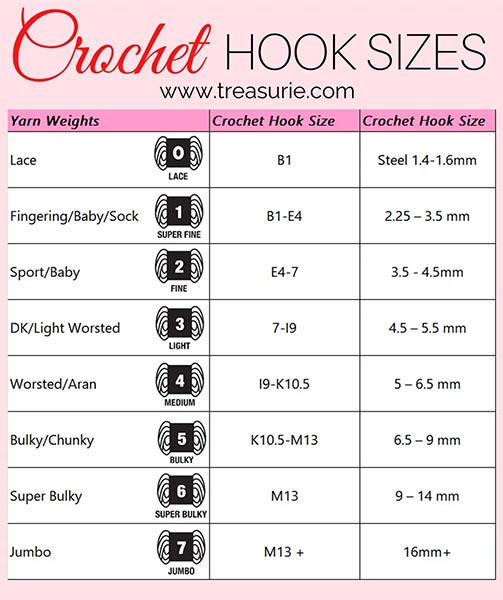 Crochet HOOK SIZES
www.treasurie.com
Yarn Weights Crochet Hook Size Crochet Hook Size
Lace 0 LACE B1 Steel 1.4-1.6mm
Fingering/Baby/Sock 1 SUPER FINE B1-E4 2.25 – 3.5 mm
Sport/Baby 2 FINE E4-7 3.5 - 4.5mm
DK/Light Worsted 3 LIGHT 7-I9 4.5 – 5.5 mm
Worsted/Aran 4 MEDIUM I9-K10.5 5 – 6.5 mm
Bulky/Chunky 5 BULKY K10.5-M13 6.5 – 9 mm
Super Bulky 6 SUPER BULKY M13 9 – 14 mm
Jumbo 7 JUMBO M13 + 16mm+